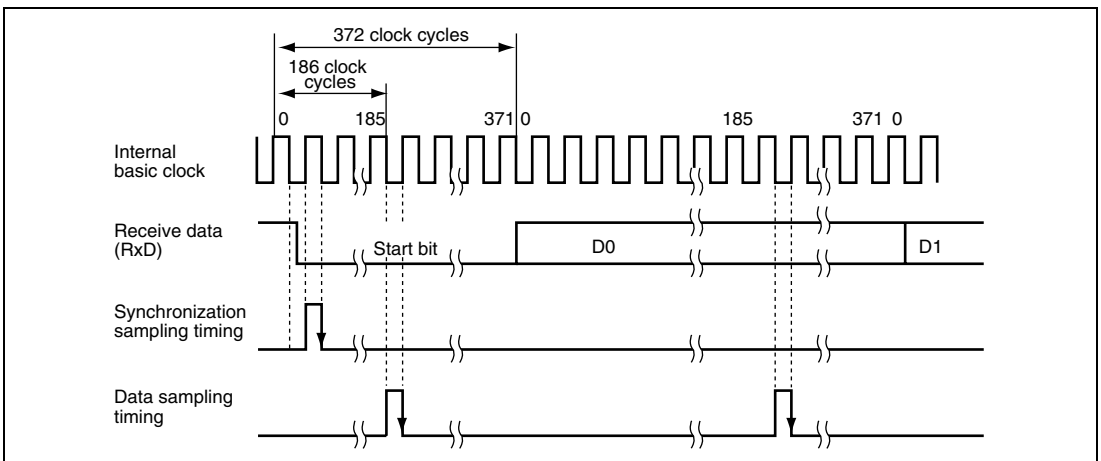 372 clock cycles
186 clock
cycles
0 185 371 0 185 371 0
Internal
basic clock
Receive data
(RxD)
Start bit D0 D1
Synchronization
sampling timing
Data sampling
timing